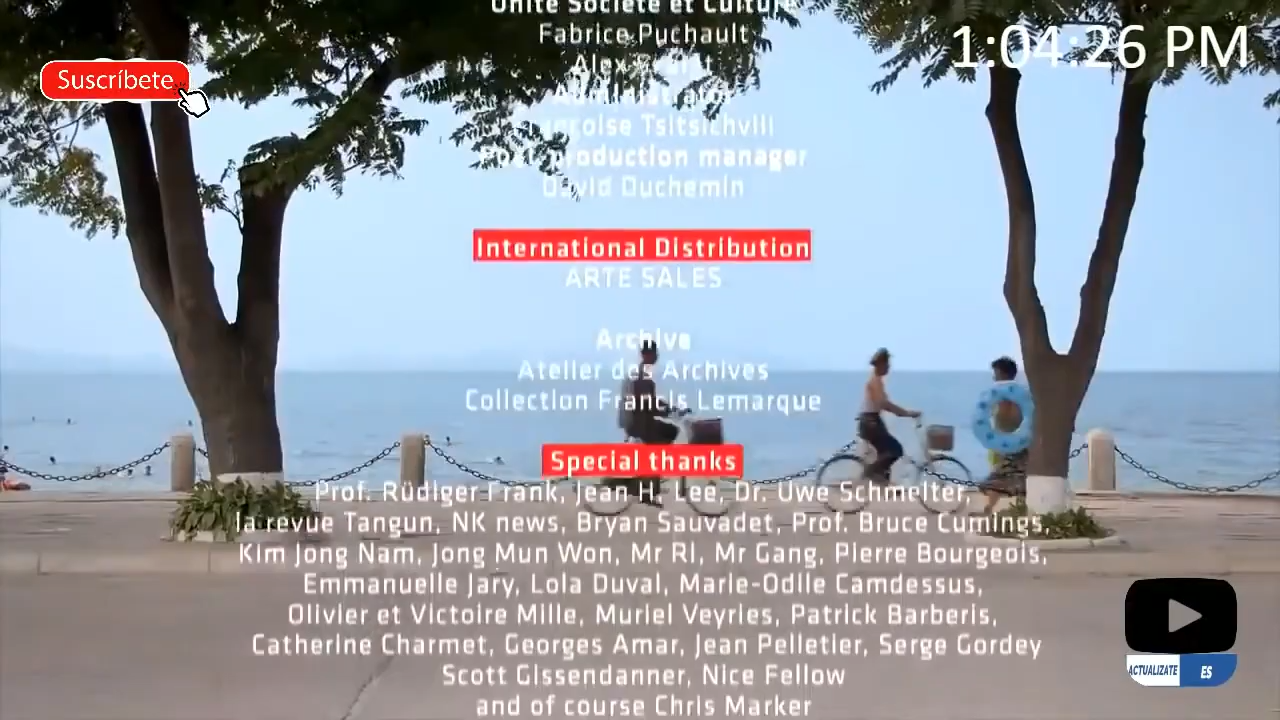 Unité Société et Culture
Fabrice Puchault
1:04:26 PM
Suscríbete
Alex
Administrator
Françoise Tsitsichvili
Post-production manager
David Duchemin
International Distribution
ARTE SALES
Archive
Atelier des Archives
Collection Francis Lemarque
Special thanks
Prof. Rüdiger Frank, Jean H. Lee, Dr. Uwe Schmelter,
la revue Tangun, NK news, Bryan Sauvadet, Prof. Bruce Cumings,
Kim Jong Nam, Jong Mun Won, Mr RI, Mr Gang, Pierre Bourgeois,
Emmanuelle Jary, Lola Duval, Marie-Odile Camdessus,
Olivier et Victoire Mille, Muriel Veyries, Patrick Barberis,
Catherine Charmet, Georges Amar, Jean Pelletier, Serge Gordey
Scott Gissendanner, Nice Fellow
and of course Chris Marker
ACTUALIZATE ES